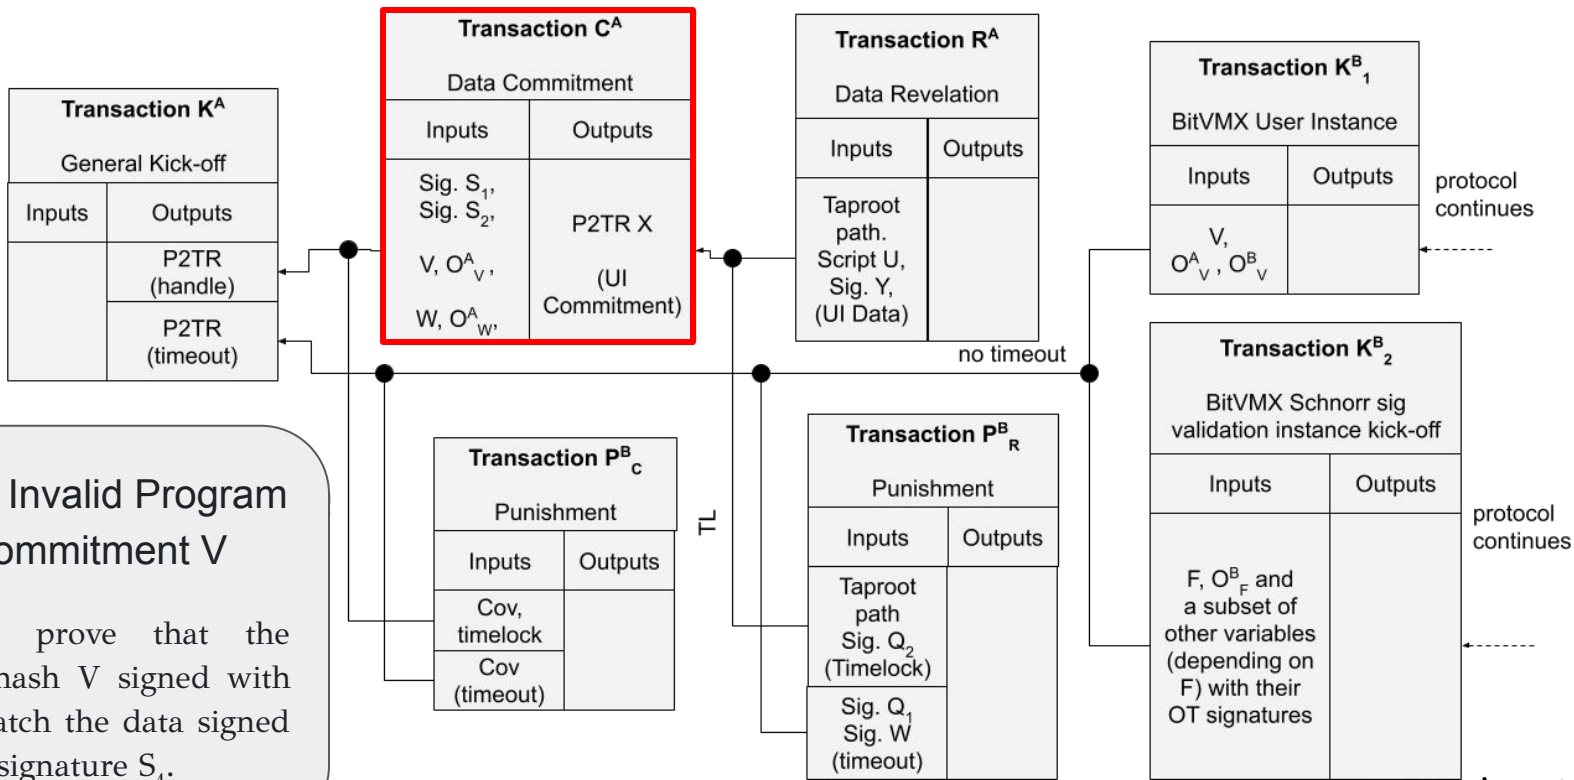 Transaction K^A
General Kick-off
Inputs
Outputs
P2TR
(handle)
P2TR
(timeout)
Transaction C^A
Data Commitment
Inputs
Outputs
Sig. S_1,
Sig. S_2,
V, O^A_V,
W, O^A_W,
P2TR X
(UI
Commitment)
Transaction R^A
Data Revelation
Inputs
Outputs
Taproot
path.
Script U,
Sig. Y,
(UI Data)
Transaction K^B_1
BitVMX User Instance
Inputs
Outputs
V,
O^A_V, O^B_V
protocol
continues
no timeout
Transaction K^B_2
BitVMX Schnorr sig
validation instance kick-off
Inputs
Outputs
F, O^B_F and
a subset of
other variables
(depending on
F) with their
OT signatures
protocol
continues
Transaction P^B_C
Punishment
Inputs
Outputs
Cov,
timelock
Cov
(timeout)
TL
Transaction P^B_R
Punishment
Inputs
Outputs
Taproot
path
Sig. Q_2
(Timelock)
Sig. Q_1
Sig. W
(timeout)
Invalid Program
ommitment V
prove that the
hash V signed with
atch the data signed
signature S_4.